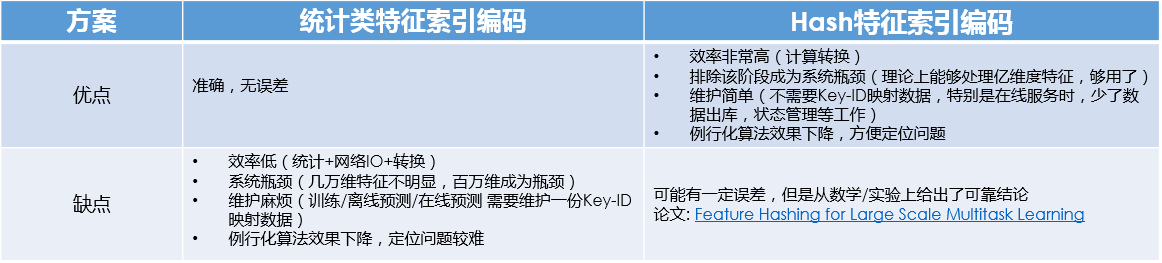 方案
统计类特征索引编码
Hash特征索引编码
优点
准确，无误差
• 效率非常高（计算转换）
• 排除该阶段成为系统瓶颈（理论上能够处理亿维度特征，够用了）
• 维护简单（不需要Key-ID映射数据，特别是在线服务时，少了数
据出库，状态管理等工作）
• 例行化算法效果下降，方便定位问题
缺点
• 效率低（统计+网络IO+转换）
• 系统瓶颈（几万维特征不明显，百万维成为瓶颈）
• 维护麻烦（训练/离线预测/在线预测 需要维护一份Key-ID
映射数据）
• 例行化算法效果下降，定位问题较难
可能有一定误差，但是从数学/实验上给出了可靠结论
论文: Feature Hashing for Large Scale Multitask Learning